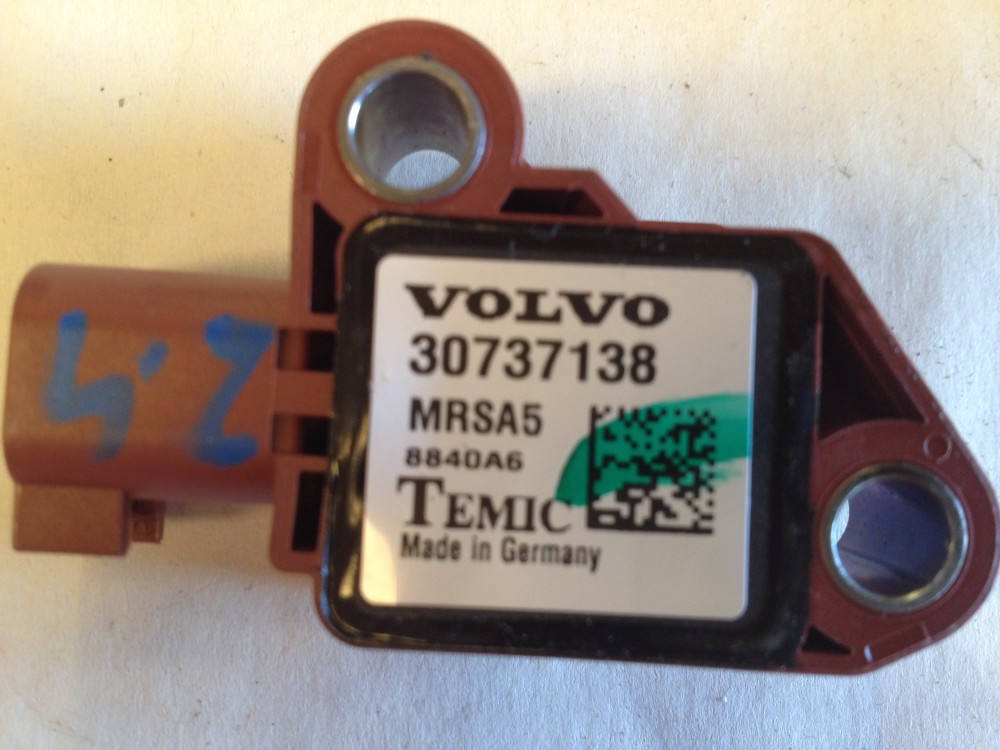 VOLVO
30737138
MRSA5
8840A6
TEMIC
Made in Germany